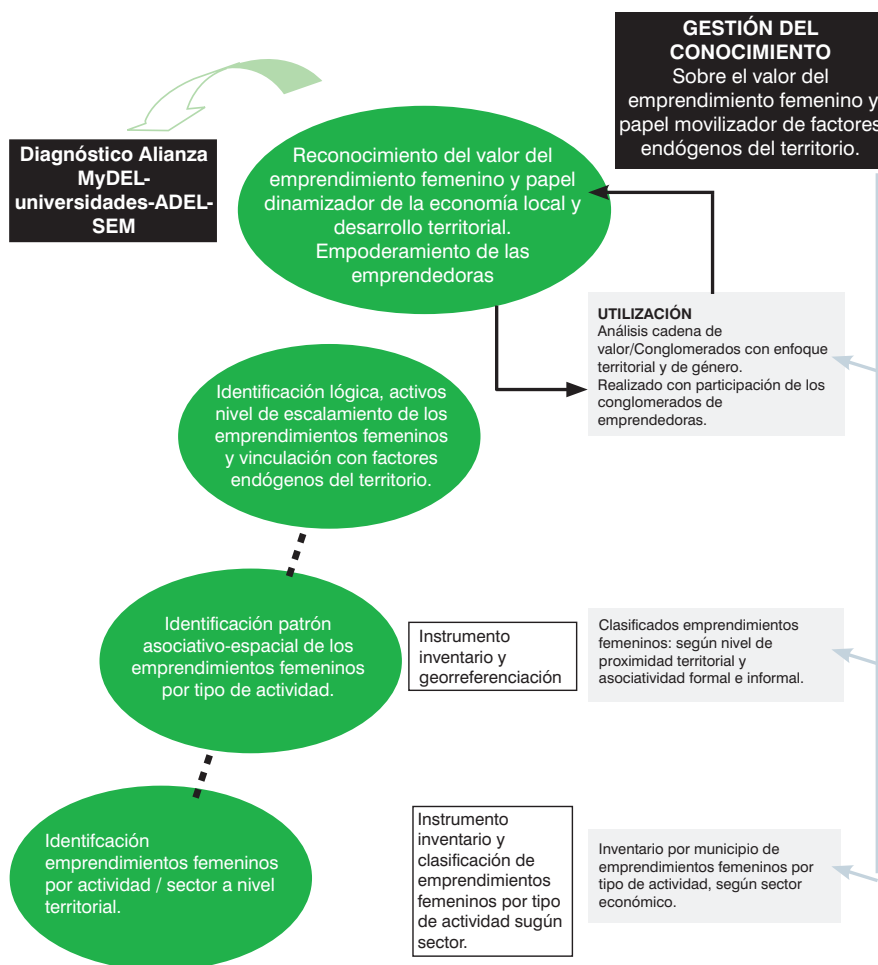 GESTIÓN DEL
CONOCIMIENTO
Sobre el valor del
emprendimiento femenino y
papel movilizador de factores
endógenos del territorio.
Diagnóstico Alianza
MyDEL-
universidades-ADEL-
SEM
Reconocimiento del valor del
emprendimiento femenino y papel
dinamizador de la economía local y
desarrollo territorial.
Empoderamiento de las
emprendedoras
UTILIZACIÓN
Análisis cadena de
valor/Conglomerados con enfoque
territorial y de género.
Realizado con participación de los
conglomerados de
emprendedoras.
Identificación lógica, activos
nivel de escalamiento de los
emprendimientos femeninos
y vinculación con factores
endógenos del territorio.
Identificación patrón
asociativo-espacial de los
emprendimientos femeninos
por tipo de actividad.
Instrumento
inventario y
georreferenciación
Clasificados emprendimientos
femeninos: según nivel de
proximidad territorial y
asociatividad formal e informal.
Identifcación
emprendimientos femeninos
por actividad / sector a nivel
territorial.
Instrumento
inventario y
clasificación de
emprendimientos
femeninos por tipo
de actividad sugún
sector.
Inventario por municipio de
emprendimientos femeninos por
tipo de actividad, según sector
económico.